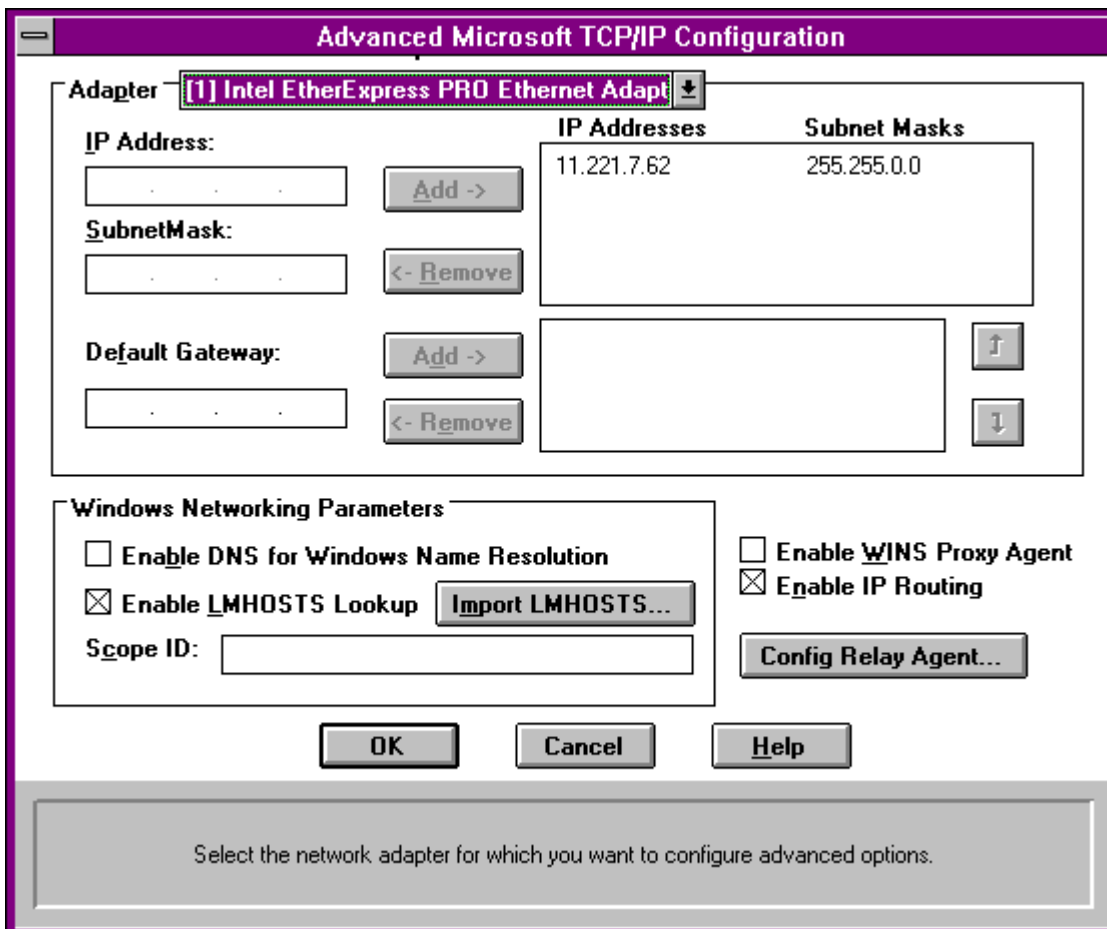 Advanced Microsoft TCP/IP Configuration
Adapter [1] Intel EtherExpress PRO Ethernet Adapt
IP Address:
Add ->
SubnetMask:
<- Remove
IP Addresses Subnet Masks
11.221.7.62 255.255.0.0
Default Gateway:
Add ->
<- Remove
Windows Networking Parameters
Enable DNS for Windows Name Resolution
Enable LMHOSTS Lookup Import LMHOSTS...
Scope ID:
Enable WINS Proxy Agent
Enable IP Routing
Config Relay Agent...
OK Cancel Help
Select the network adapter for which you want to configure advanced options.